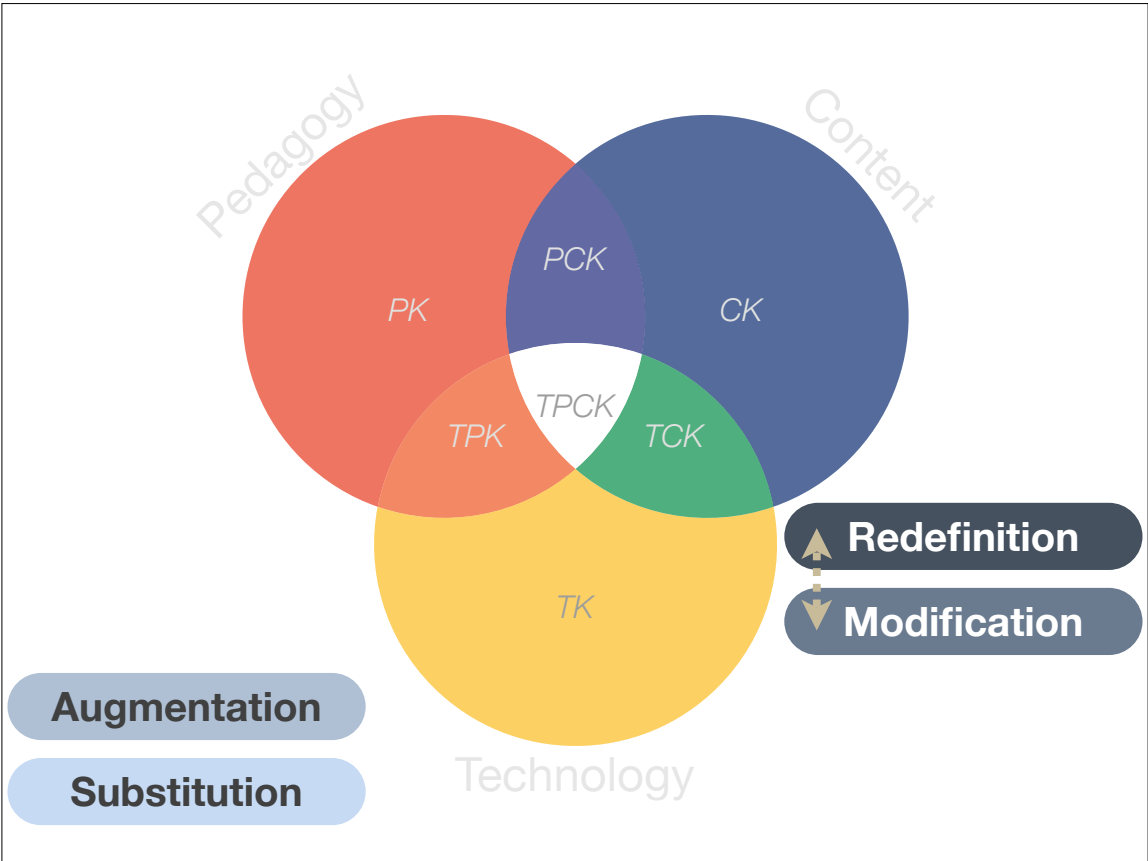 Pedagogy
Content
PCK
PK
CK
TPCK
TPK
TCK
Redefinition
TK
Modification
Augmentation
Technology
Substitution